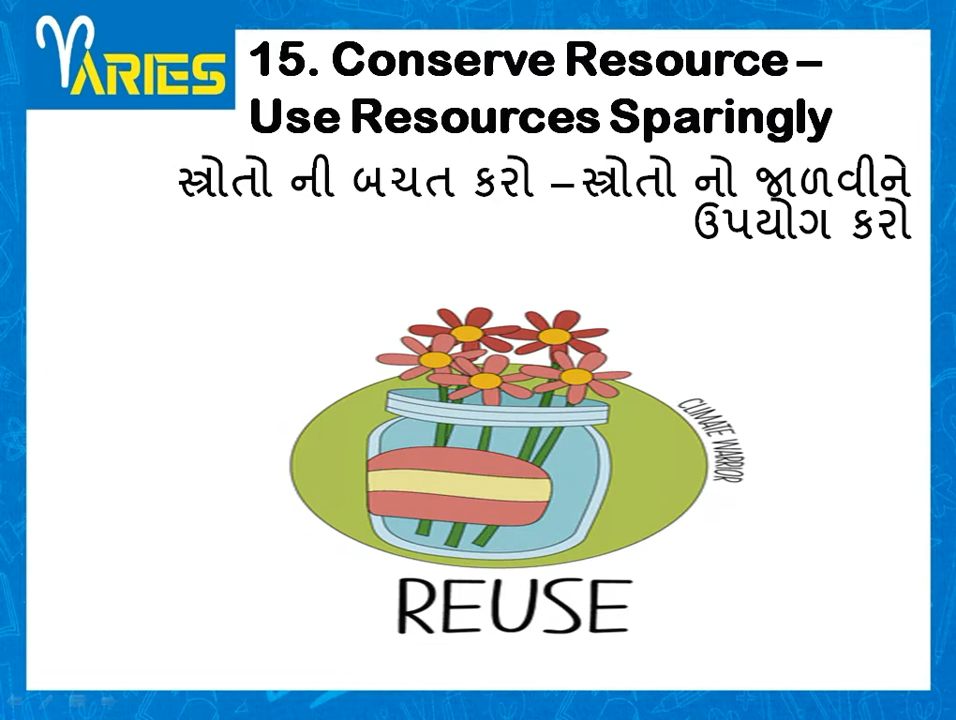 ARIES
15. Conserve Resource –
Use Resources Sparingly
સ્ત્રોતો ની બચત કરો – સ્ત્રોતો નો જાળવીને
ઉપયોગ કરો
CLIMATE WARRIOR
REUSE